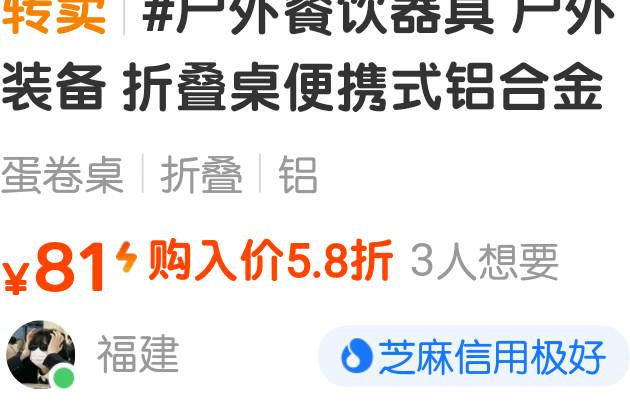 转卖 #户外餐饮器具 户外
装备 折叠桌便携式铝合金
蛋卷桌 折叠 铝
¥81 购入价5.8折 3人想要
福建 芝麻信用极好